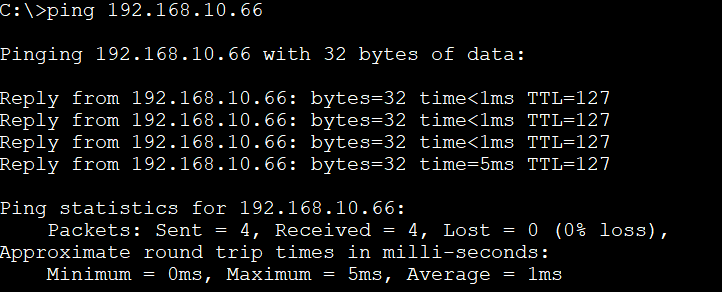 C:\>ping 192.168.10.66
Pinging 192.168.10.66 with 32 bytes of data:
Reply from 192.168.10.66: bytes=32 time<1ms TTL=127
Reply from 192.168.10.66: bytes=32 time<1ms TTL=127
Reply from 192.168.10.66: bytes=32 time<1ms TTL=127
Reply from 192.168.10.66: bytes=32 time=5ms TTL=127
Ping statistics for 192.168.10.66:
    Packets: Sent = 4, Received = 4, Lost = 0 (0% loss),
Approximate round trip times in milli-seconds:
    Minimum = 0ms, Maximum = 5ms, Average = 1ms